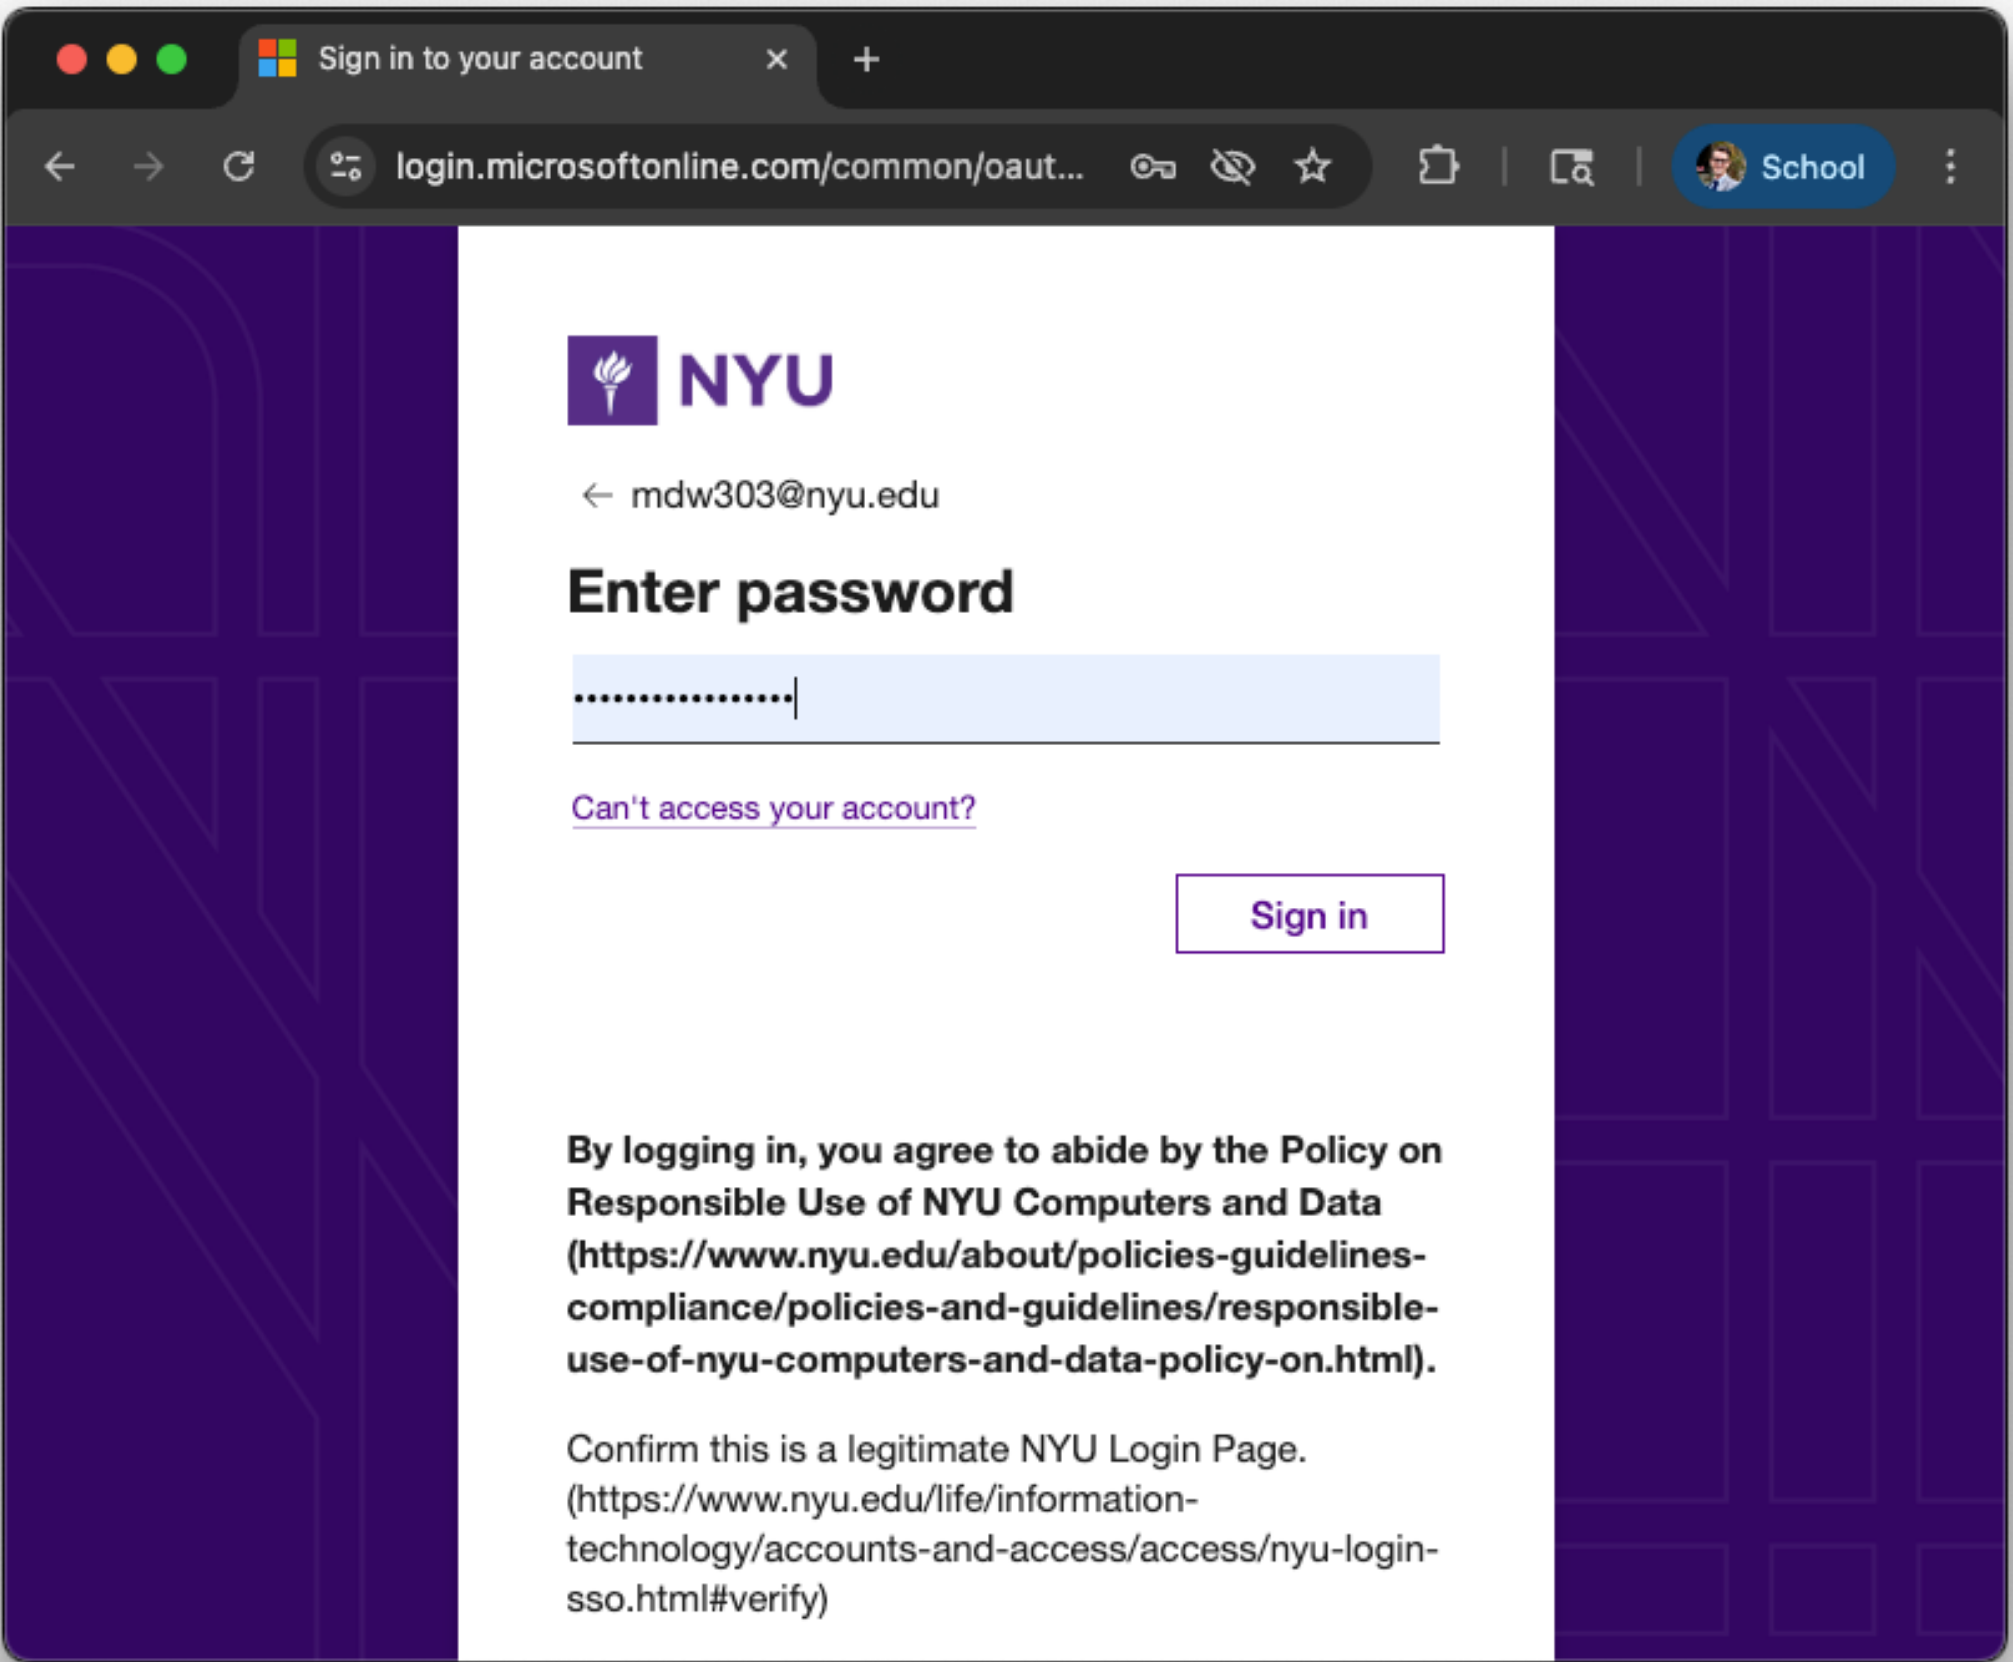 Sign in to your account
login.microsoftonline.com/common/oaut...
School
NYU
mdw303@nyu.edu
Enter password
•••••••••••••••••
Can't access your account?
Sign in
By logging in, you agree to abide by the Policy on
Responsible Use of NYU Computers and Data
(https://www.nyu.edu/about/policies-guidelines-
compliance/policies-and-guidelines/responsible-
use-of-nyu-computers-and-data-policy-on.html).
Confirm this is a legitimate NYU Login Page.
(https://www.nyu.edu/life/information-
technology/accounts-and-access/access/nyu-login-
sso.html#verify)